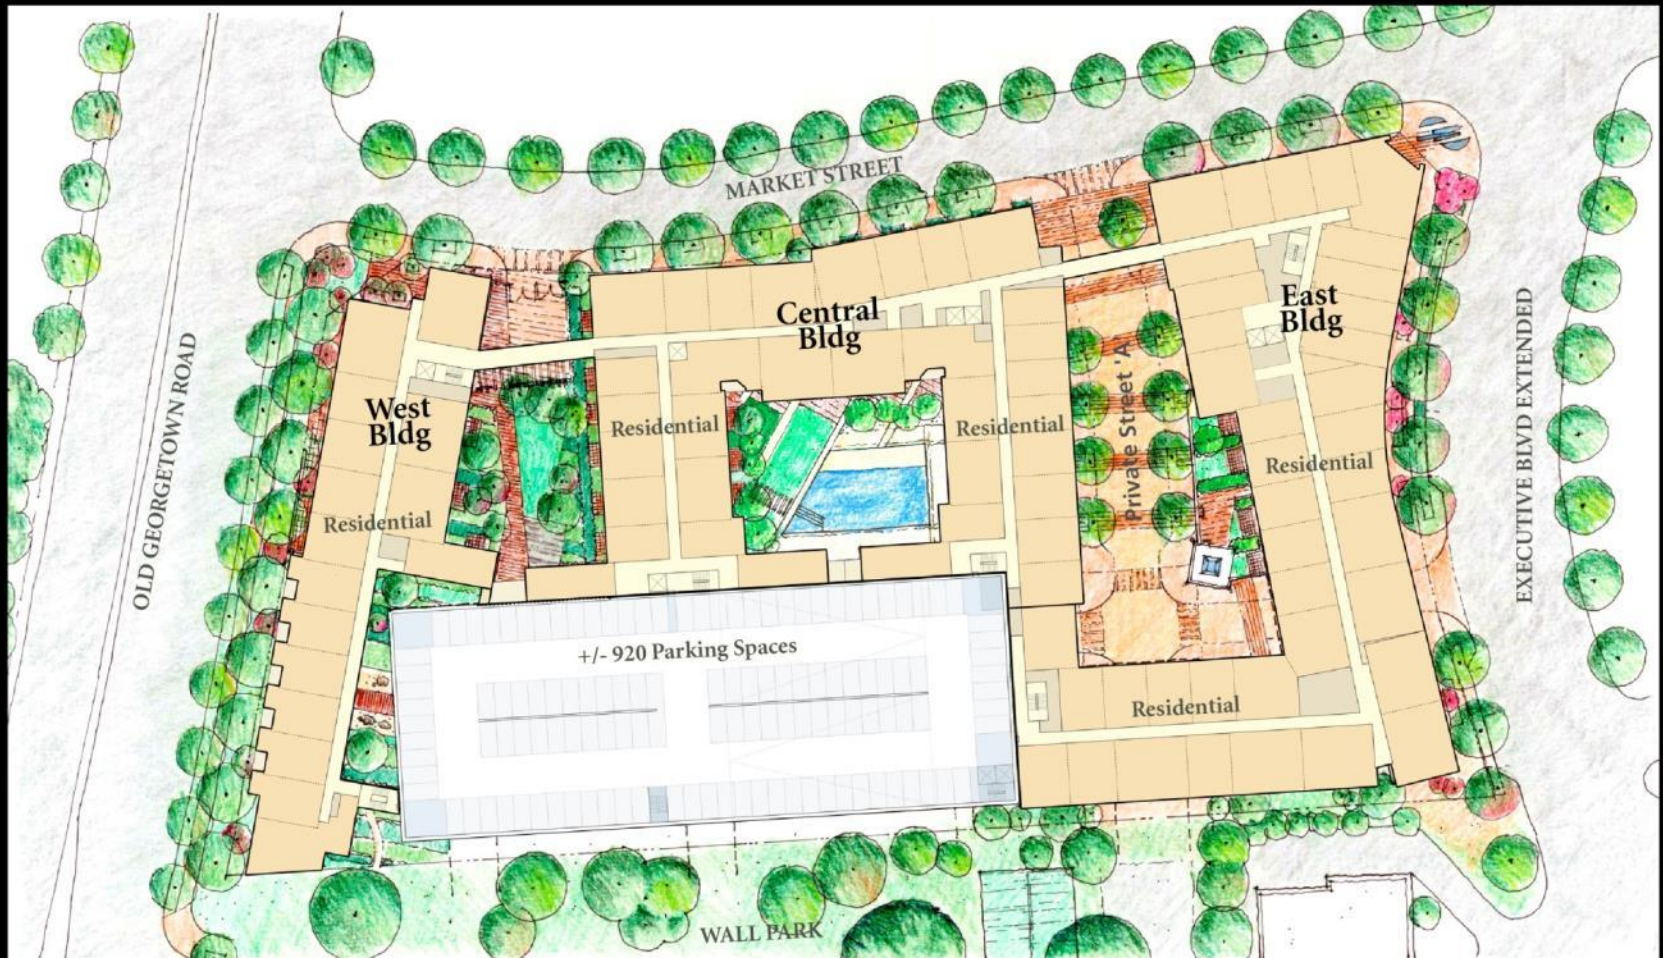 MARKET STREET
Central
Bldg
East
Bldg
West
Bldg
Residential
Residential
Residential
Residential
Private Street 'A'
OLD GEORGETOWN ROAD
EXECUTIVE BLVD EXTENDED
+/- 920 Parking Spaces
Residential
WALL PARK